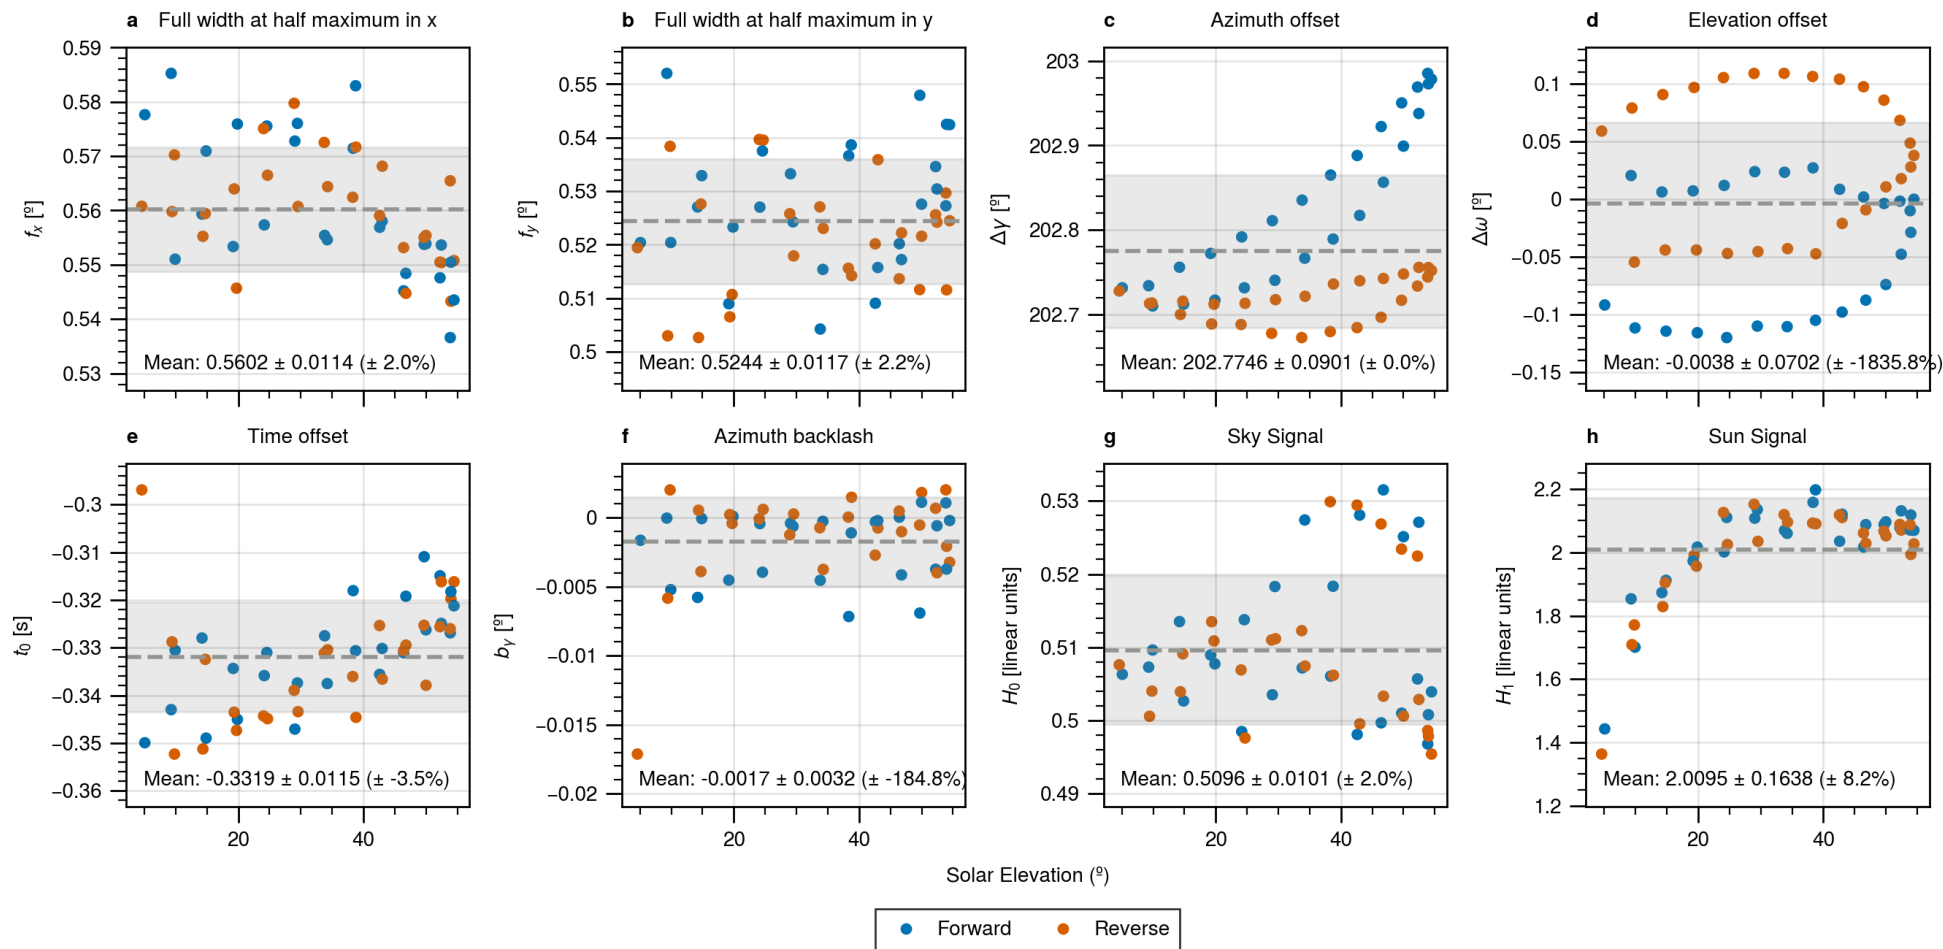 a Full width at half maximum in x
b Full width at half maximum in y
c Azimuth offset
d Elevation offset
0.59
0.58
0.57
0.56
0.55
0.54
0.53
fx [º]
Mean: 0.5602 ± 0.0114 (± 2.0%)
0.55
0.54
0.53
0.52
0.51
0.5
fy [º]
Mean: 0.5244 ± 0.0117 (± 2.2%)
203
202.9
202.8
202.7
Δγ [º]
Mean: 202.7746 ± 0.0901 (± 0.0%)
0.1
0.05
0
−0.05
−0.1
−0.15
Δω [º]
Mean: -0.0038 ± 0.0702 (± -1835.8%)
e Time offset
f Azimuth backlash
g Sky Signal
h Sun Signal
−0.3
−0.31
−0.32
−0.33
−0.34
−0.35
−0.36
t0 [s]
Mean: -0.3319 ± 0.0115 (± -3.5%)
20 40
0
−0.005
−0.01
−0.015
−0.02
bγ [º]
Mean: -0.0017 ± 0.0032 (± -184.8%)
20 40
0.53
0.52
0.51
0.5
0.49
H0 [linear units]
Mean: 0.5096 ± 0.0101 (± 2.0%)
20 40
2.2
2
1.8
1.6
1.4
1.2
H1 [linear units]
Mean: 2.0095 ± 0.1638 (± 8.2%)
20 40
Solar Elevation (º)
Forward Reverse